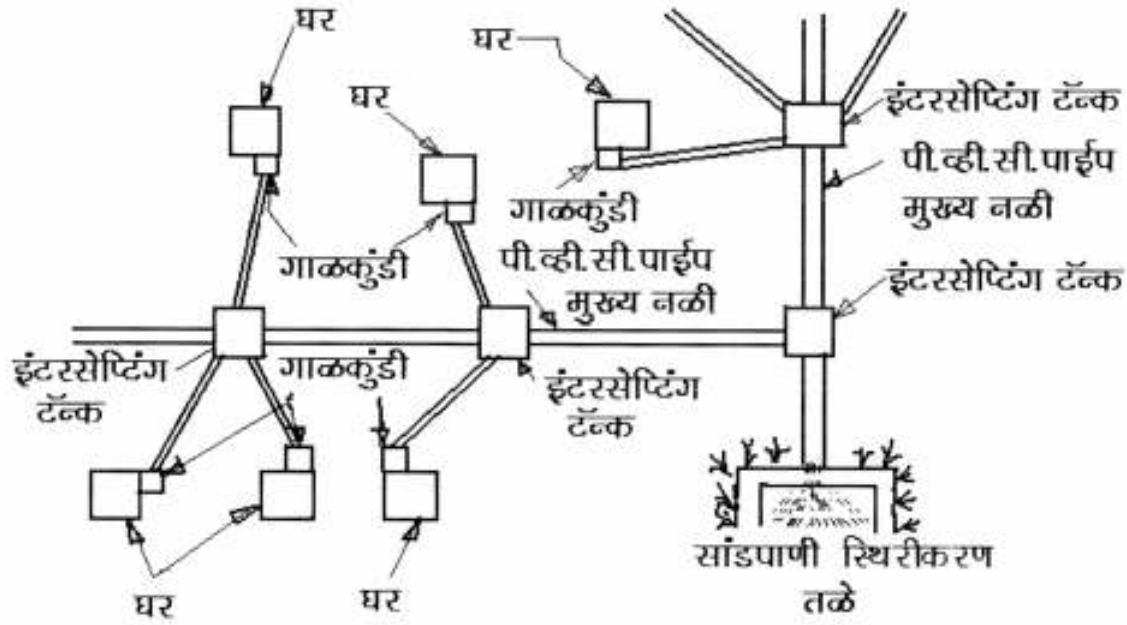 घर
घर
घर
इंटरसेप्टिंग टॅन्क
पी.व्ही.सी.पाईप
मुख्य नळी
गाळकुंडी
गाळकुंडी
पी.व्ही.सी.पाईप
मुख्य नळी
इंटरसेप्टिंग टॅन्क
इंटरसेप्टिंग
टॅन्क
गाळकुंडी
इंटरसेप्टिंग
टॅन्क
सांडपाणी स्थिरीकरण
तळे
घर
घर